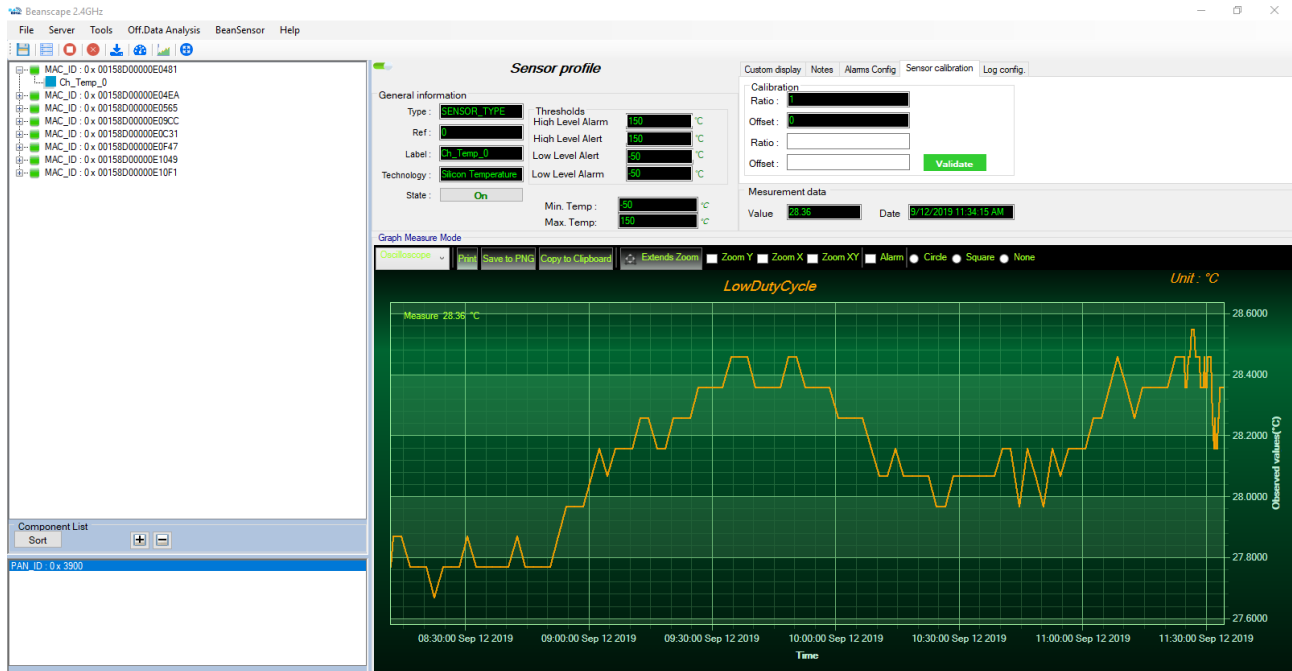 Beanscape 2.4GHz
File Server Tools Off.Data Analysis BeanSensor Help
MAC_ID : 0 x 00158D00000E0481
Ch_Temp_0
MAC_ID : 0 x 00158D00000E04EA
MAC_ID : 0 x 00158D00000E0565
MAC_ID : 0 x 00158D00000E09CC
MAC_ID : 0 x 00158D00000E0C31
MAC_ID : 0 x 00158D00000E0F47
MAC_ID : 0 x 00158D00000E1049
MAC_ID : 0 x 00158D00000E10F1
Component List
Sort
PAN_ID : 0 x 3900
Sensor profile
General information
Type : SENSOR_TYPE
Ref : 0
Label : Ch_Temp_0
Technology : Silicon Temperature
State : On
Thresholds
High Level Alarm 150 °C
High Level Alert 150 °C
Low Level Alert -50 °C
Low Level Alarm -50 °C
Min. Temp : -50 °C
Max. Temp: 150 °C
Custom display Notes Alarms Config Sensor calibration Log config.
Calibration
Ratio : 1
Offset : 0
Ratio :
Offset : Validate
Mesurement data
Value 28.36 Date 9/12/2019 11:34:15 AM
Graph Measure Mode
Oscilloscope Print Save to PNG Copy to Clipboard Extends Zoom Zoom Y Zoom X Zoom XY Alarm Circle Square None
LowDutyCycle
Unit : °C
Measure 28.36 °C
28.6000
28.4000
28.2000
28.0000
27.8000
27.6000
Observed values(°C)
08:30:00 Sep 12 2019 09:00:00 Sep 12 2019 09:30:00 Sep 12 2019 10:00:00 Sep 12 2019 10:30:00 Sep 12 2019 11:00:00 Sep 12 2019 11:30:00 Sep 12 2019
Time